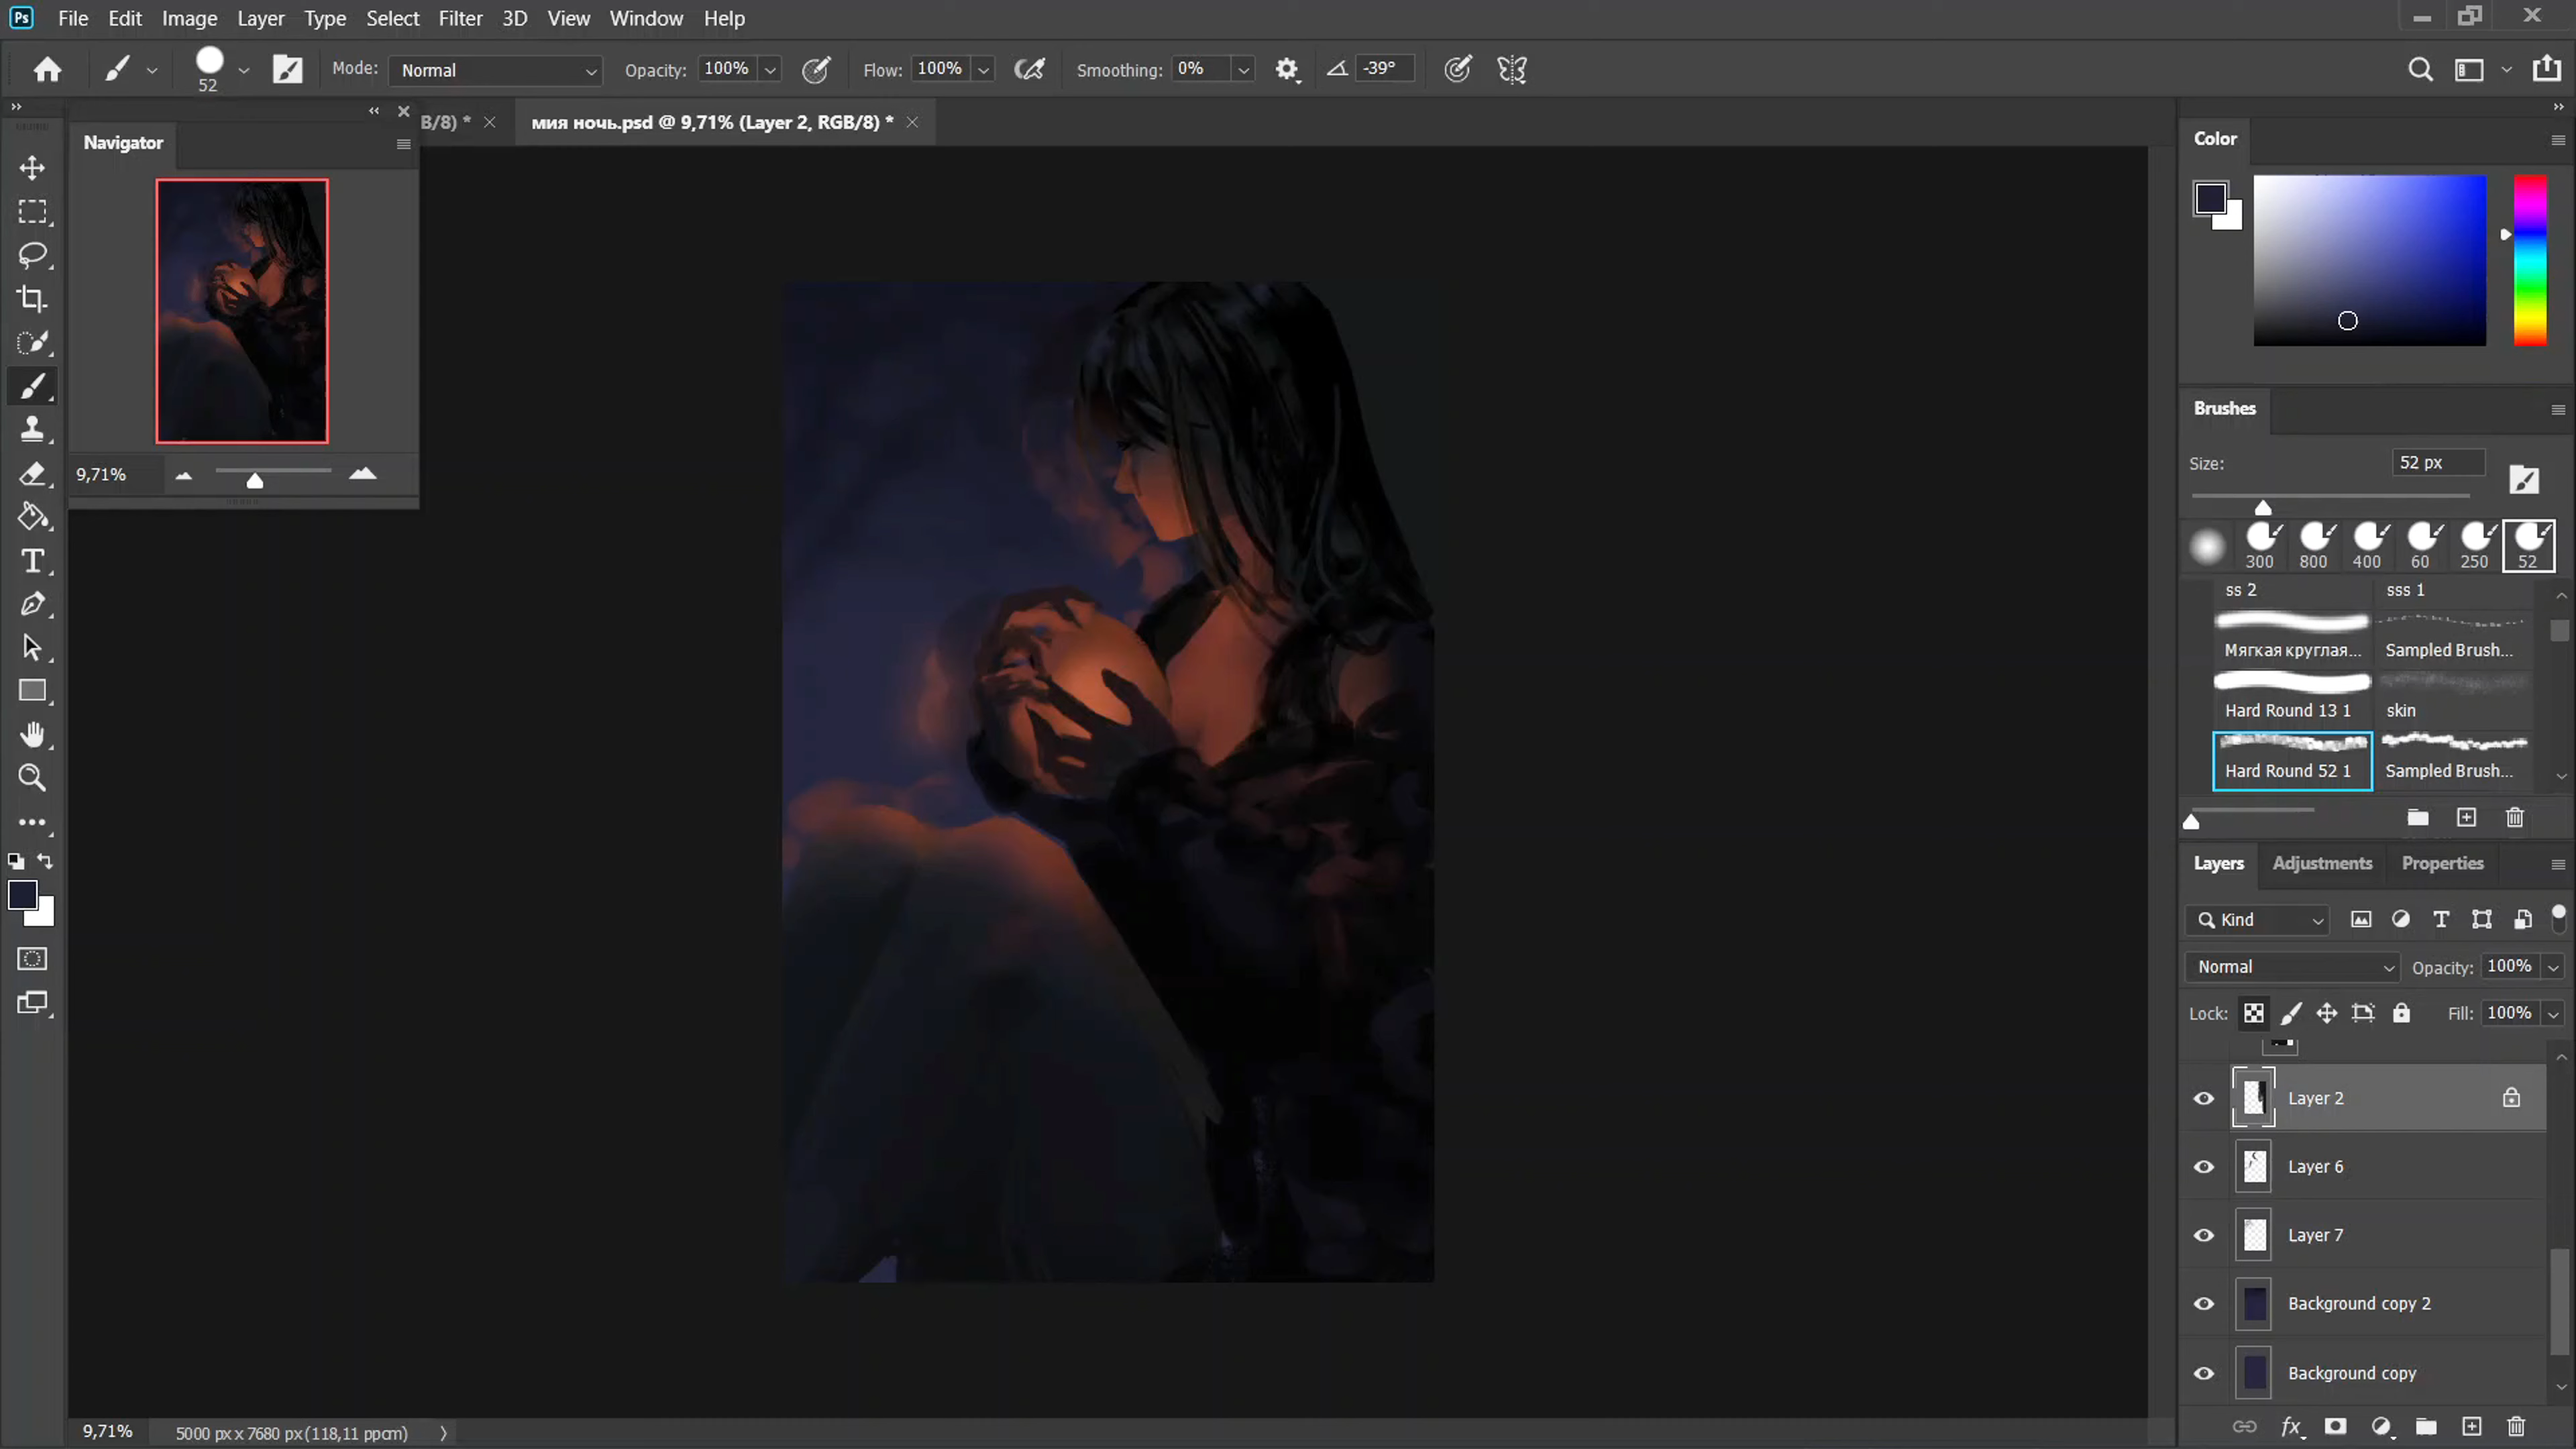 Ps File Edit Image Layer Type Select Filter 3D View Window Help
52 Mode: Normal Opacity: 100% Flow: 100% Smoothing: 0% -39°
B/8) * мия ночь.psd @ 9,71% (Layer 2, RGB/8) *
Navigator
9,71%
Color
Brushes
Size: 52 px
300 800 400 60 250 52
ss 2 sss 1
Мягкая круглая... Sampled Brush...
Hard Round 13 1 skin
Hard Round 52 1 Sampled Brush...
Layers Adjustments Properties
Kind
Normal Opacity: 100%
Lock: Fill: 100%
Layer 2
Layer 6
Layer 7
Background copy 2
Background copy
fx
9,71% 5000 px x 7680 px (118,11 ppcm)